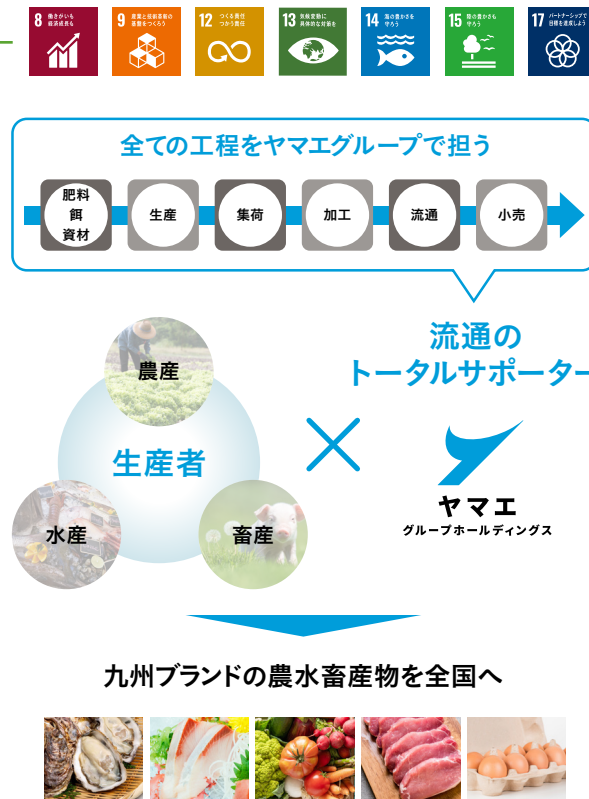 8 働きがいも
経済成長も
9 産業と技術革新の
基盤をつくろう
12 つくる責任
つかう責任
13 気候変動に
具体的な対策を
14 海の豊かさを
守ろう
15 陸の豊かさも
守ろう
17 パートナーシップで
目標を達成しよう
全ての工程をヤマエグループで担う
肥料
餌
資材
生産
集荷
加工
流通
小売
流通の
トータルサポーター
農産
生産者
水産
畜産
ヤマエ
グループホールディングス
九州ブランドの農水畜産物を全国へ